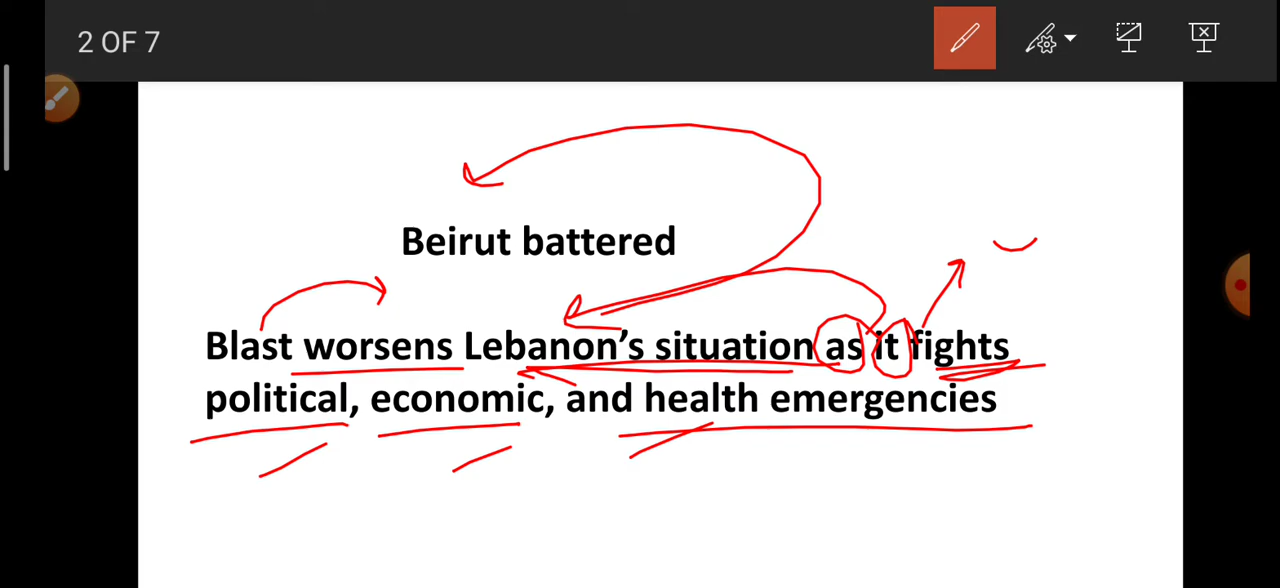 2 OF 7
Beirut battered
Blast worsens Lebanon’s situation as it fights
political, economic, and health emergencies